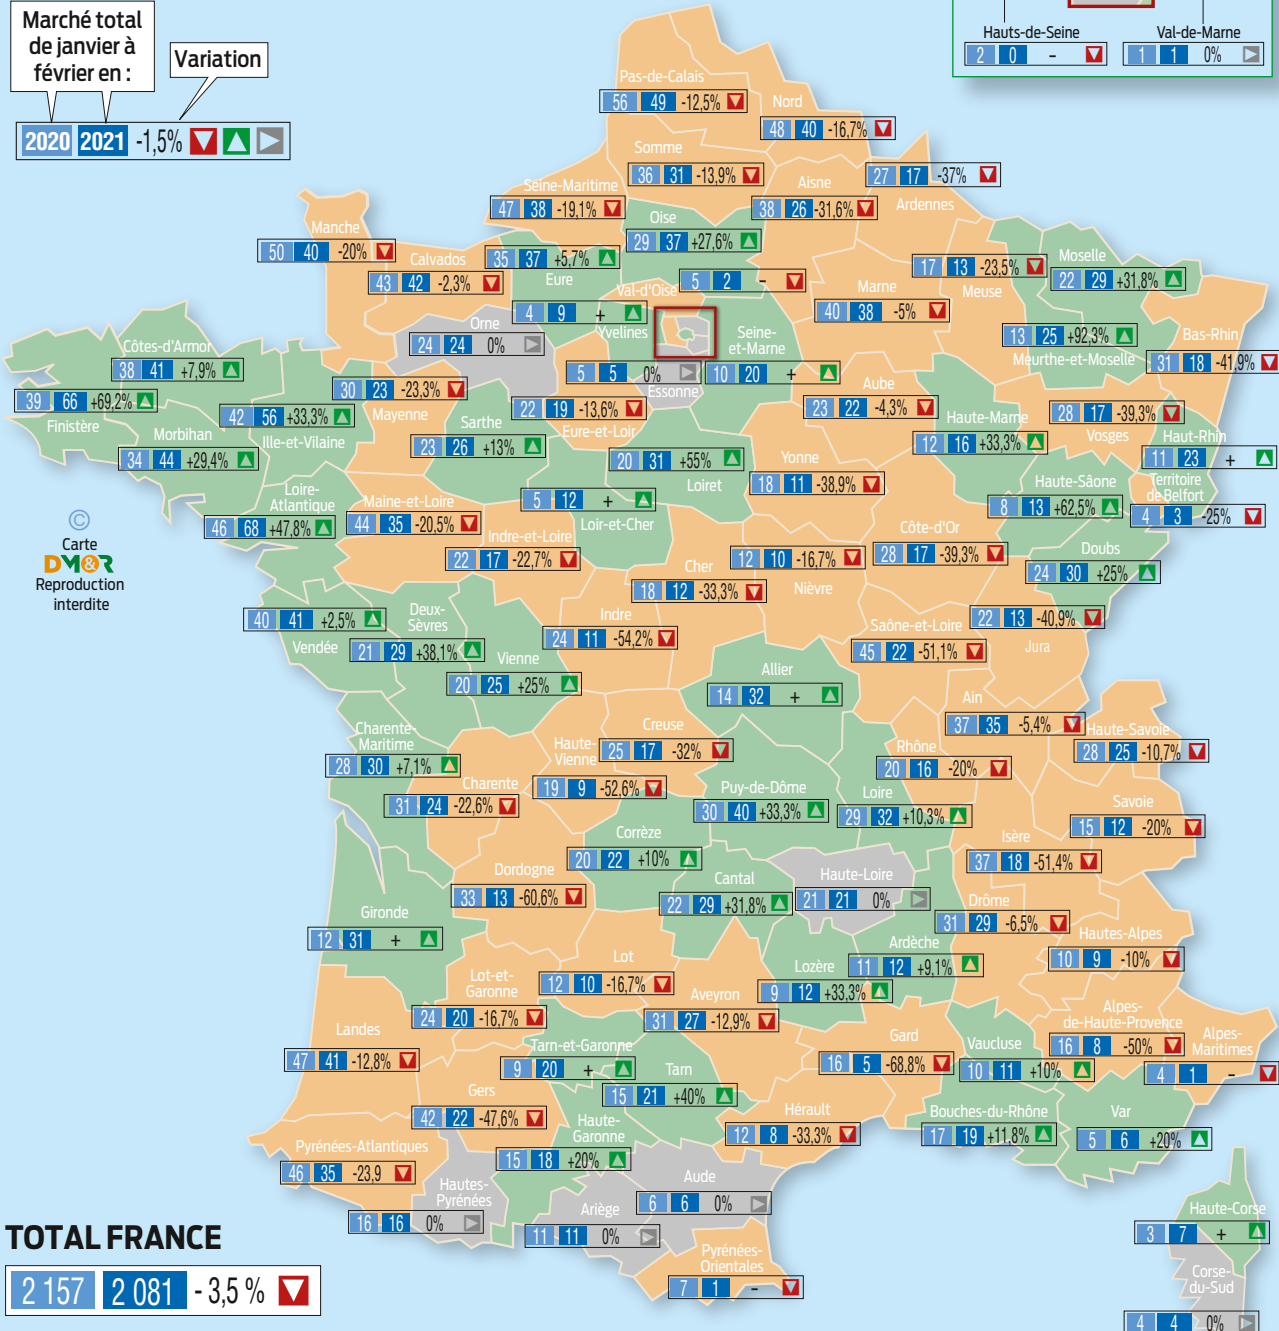 Marché total
de janvier à
février en :
Variation
2020 2021 -1,5%
Hauts-de-Seine
2 0 -
Val-de-Marne
1 1 0%
Pas-de-Calais
56 49 -12,5%
Nord
48 40 -16,7%
Somme
36 31 -13,9%
Aisne
38 26 -31,6%
27 17 -37%
Ardennes
Seine-Maritime
47 38 -19,1%
Oise
29 37 +27,6%
Manche
50 40 -20%
Calvados
43 42 -2,3%
35 37 +5,7%
Eure
Val-d'Oise
5 2 -
17 13 -23,5%
Meuse
Moselle
22 29 +31,8%
Marne
40 38 -5%
Orne
24 24 0%
4 9 +
Yvelines
Seine-
et-Marne
10 20 +
5 5 0%
Essonne
13 25 +92,3%
Meurthe-et-Moselle
Bas-Rhin
31 18 -41,9%
Côtes-d'Armor
38 41 +7,9%
39 66 +69,2%
Finistère
Morbihan
34 44 +29,4%
42 56 +33,3%
Ille-et-Vilaine
30 23 -23,3%
Mayenne
Sarthe
23 26 +13%
22 19 -13,6%
Eure-et-Loir
Aube
23 22 -4,3%
Haute-Marne
12 16 +33,3%
28 17 -39,3%
Vosges
Haut-Rhin
11 23 +
20 31 +55%
Loiret
Yonne
18 11 -38,9%
Haute-Saône
8 13 +62,5%
Territoire
de Belfort
4 3 -25%
Loire-
Atlantique
46 68 +47,8%
Maine-et-Loire
44 35 -20,5%
5 12 +
Loir-et-Cher
Indre-et-Loire
22 17 -22,7%
Cher
18 12 -33,3%
12 10 -16,7%
Nièvre
Côte-d'Or
28 17 -39,3%
Doubs
24 30 +25%
©
Carte
DM&R
Reproduction
interdite
40 41 +2,5%
Vendée
Deux-
Sèvres
21 29 +38,1%
Vienne
20 25 +25%
Indre
24 11 -54,2%
Saône-et-Loire
45 22 -51,1%
22 13 -40,9%
Jura
Allier
14 32 +
Ain
37 35 -5,4%
Haute-Savoie
28 25 -10,7%
Charente-
Maritime
28 30 +7,1%
Charente
31 24 -22,6%
Haute-
Vienne
19 9 -52,6%
Creuse
25 17 -32%
Puy-de-Dôme
30 40 +33,3%
Rhône
20 16 -20%
Loire
29 32 +10,3%
Savoie
15 12 -20%
Isère
37 18 -51,4%
Corrèze
20 22 +10%
Dordogne
33 13 -60,6%
Cantal
22 29 +31,8%
Haute-Loire
21 21 0%
Drôme
31 29 -6,5%
Hautes-Alpes
10 9 -10%
Gironde
12 31 +
Ardèche
11 12 +9,1%
Lozère
9 12 +33,3%
Lot-et-
Garonne
24 20 -16,7%
Lot
12 10 -16,7%
Aveyron
31 27 -12,9%
Landes
47 41 -12,8%
Tarn-et-Garonne
9 20 +
Tarn
15 21 +40%
Gard
16 5 -68,8%
Vaucluse
10 11 +10%
Alpes-
de-Haute-Provence
16 8 -50%
Alpes-
Maritimes
4 1 -
Gers
42 22 -47,6%
Haute-
Garonne
15 18 +20%
Hérault
12 8 -33,3%
Bouches-du-Rhône
17 19 +11,8%
Var
5 6 +20%
Pyrénées-Atlantiques
46 35 -23,9
Hautes-
Pyrénées
16 16 0%
Ariège
11 11 0%
Aude
6 6 0%
Pyrénées-
Orientales
7 1 -
Haute-Corse
3 7 +
Corse-
du-Sud
4 4 0%
TOTAL FRANCE
2 157 2 081 - 3,5 %